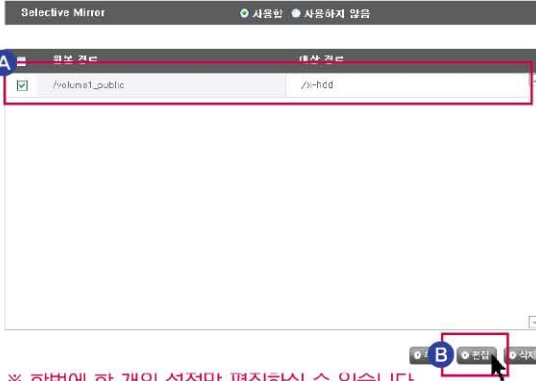 Selective Mirror 사용함 사용하지 않음
A 원본 경로 대상 경로
/volume1_public /x-hdd
B 편집 삭제
※ 한번에 한 개의 설정만 편집하실 수 있습니다